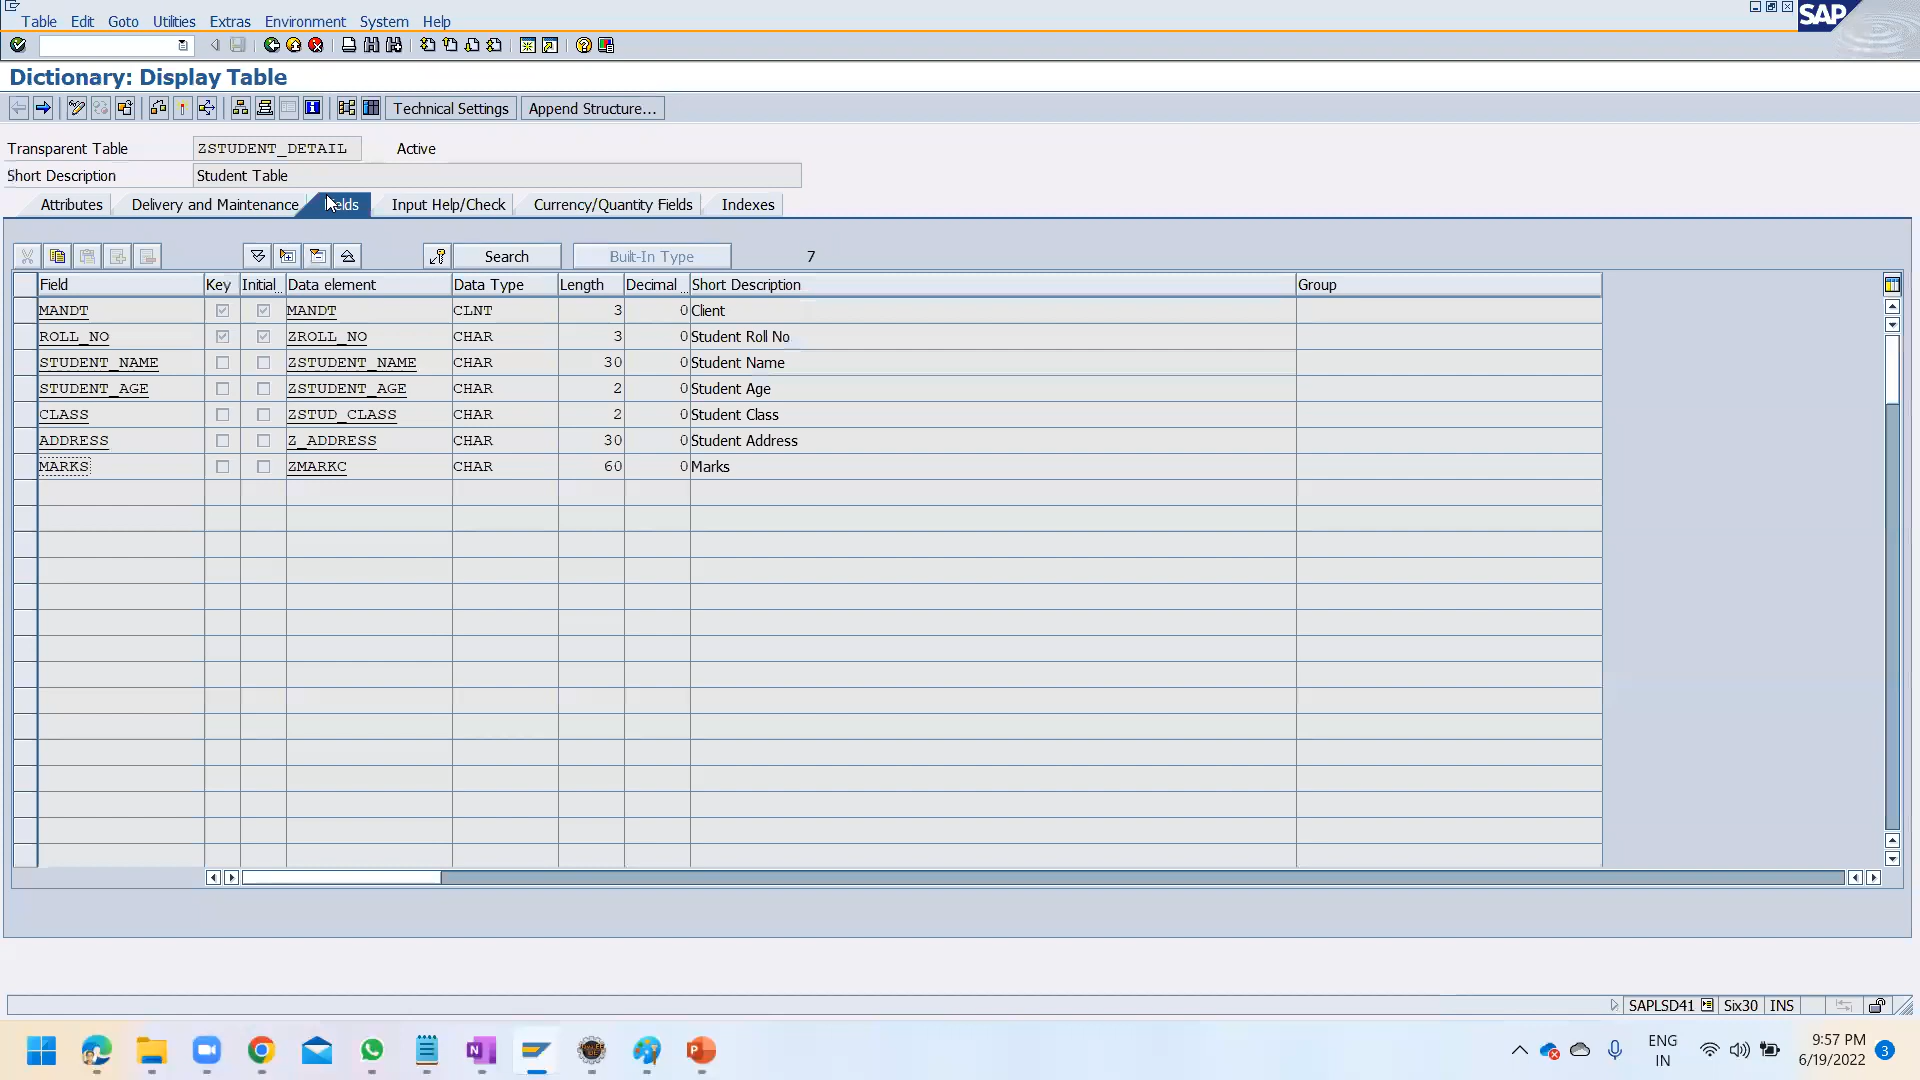 Table Edit Goto Utilities Extras Environment System Help
SAP
Dictionary: Display Table
Technical Settings Append Structure...
Transparent Table ZSTUDENT_DETAIL Active
Short Description Student Table
Attributes Delivery and Maintenance Fields Input Help/Check Currency/Quantity Fields Indexes
Search Built-In Type 7
Field Key Initial... Data element Data Type Length Decimal ... Short Description Group
MANDT MANDT CLNT 3 0 Client
ROLL_NO ZROLL_NO CHAR 3 0 Student Roll No
STUDENT_NAME ZSTUDENT_NAME CHAR 30 0 Student Name
STUDENT_AGE ZSTUDENT_AGE CHAR 2 0 Student Age
CLASS ZSTUD_CLASS CHAR 2 0 Student Class
ADDRESS Z_ADDRESS CHAR 30 0 Student Address
MARKS ZMARKC CHAR 60 0 Marks
SAPLSD41 Six30 INS
ENG 9:57 PM
IN 6/19/2022 3